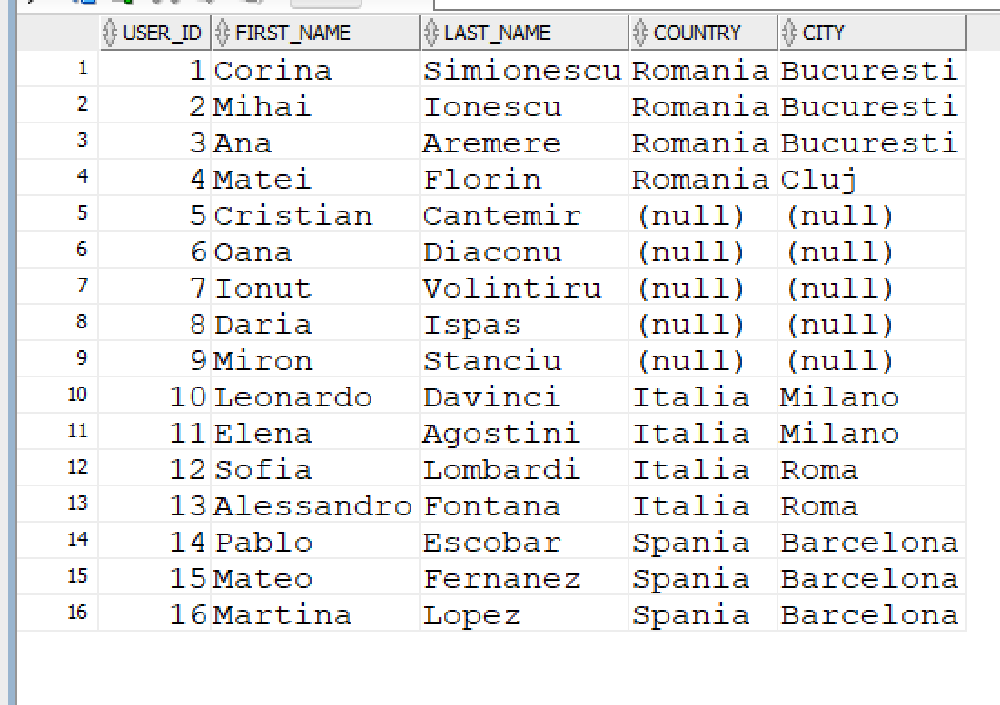 USER_ID FIRST_NAME LAST_NAME COUNTRY CITY
1 1 Corina Simionescu Romania Bucuresti
2 2 Mihai Ionescu Romania Bucuresti
3 3 Ana Aremere Romania Bucuresti
4 4 Matei Florin Romania Cluj
5 5 Cristian Cantemir (null) (null)
6 6 Oana Diaconu (null) (null)
7 7 Ionut Volintiru (null) (null)
8 8 Daria Ispas (null) (null)
9 9 Miron Stanciu (null) (null)
10 10 Leonardo Davinci Italia Milano
11 11 Elena Agostini Italia Milano
12 12 Sofia Lombardi Italia Roma
13 13 Alessandro Fontana Italia Roma
14 14 Pablo Escobar Spania Barcelona
15 15 Mateo Fernanez Spania Barcelona
16 16 Martina Lopez Spania Barcelona